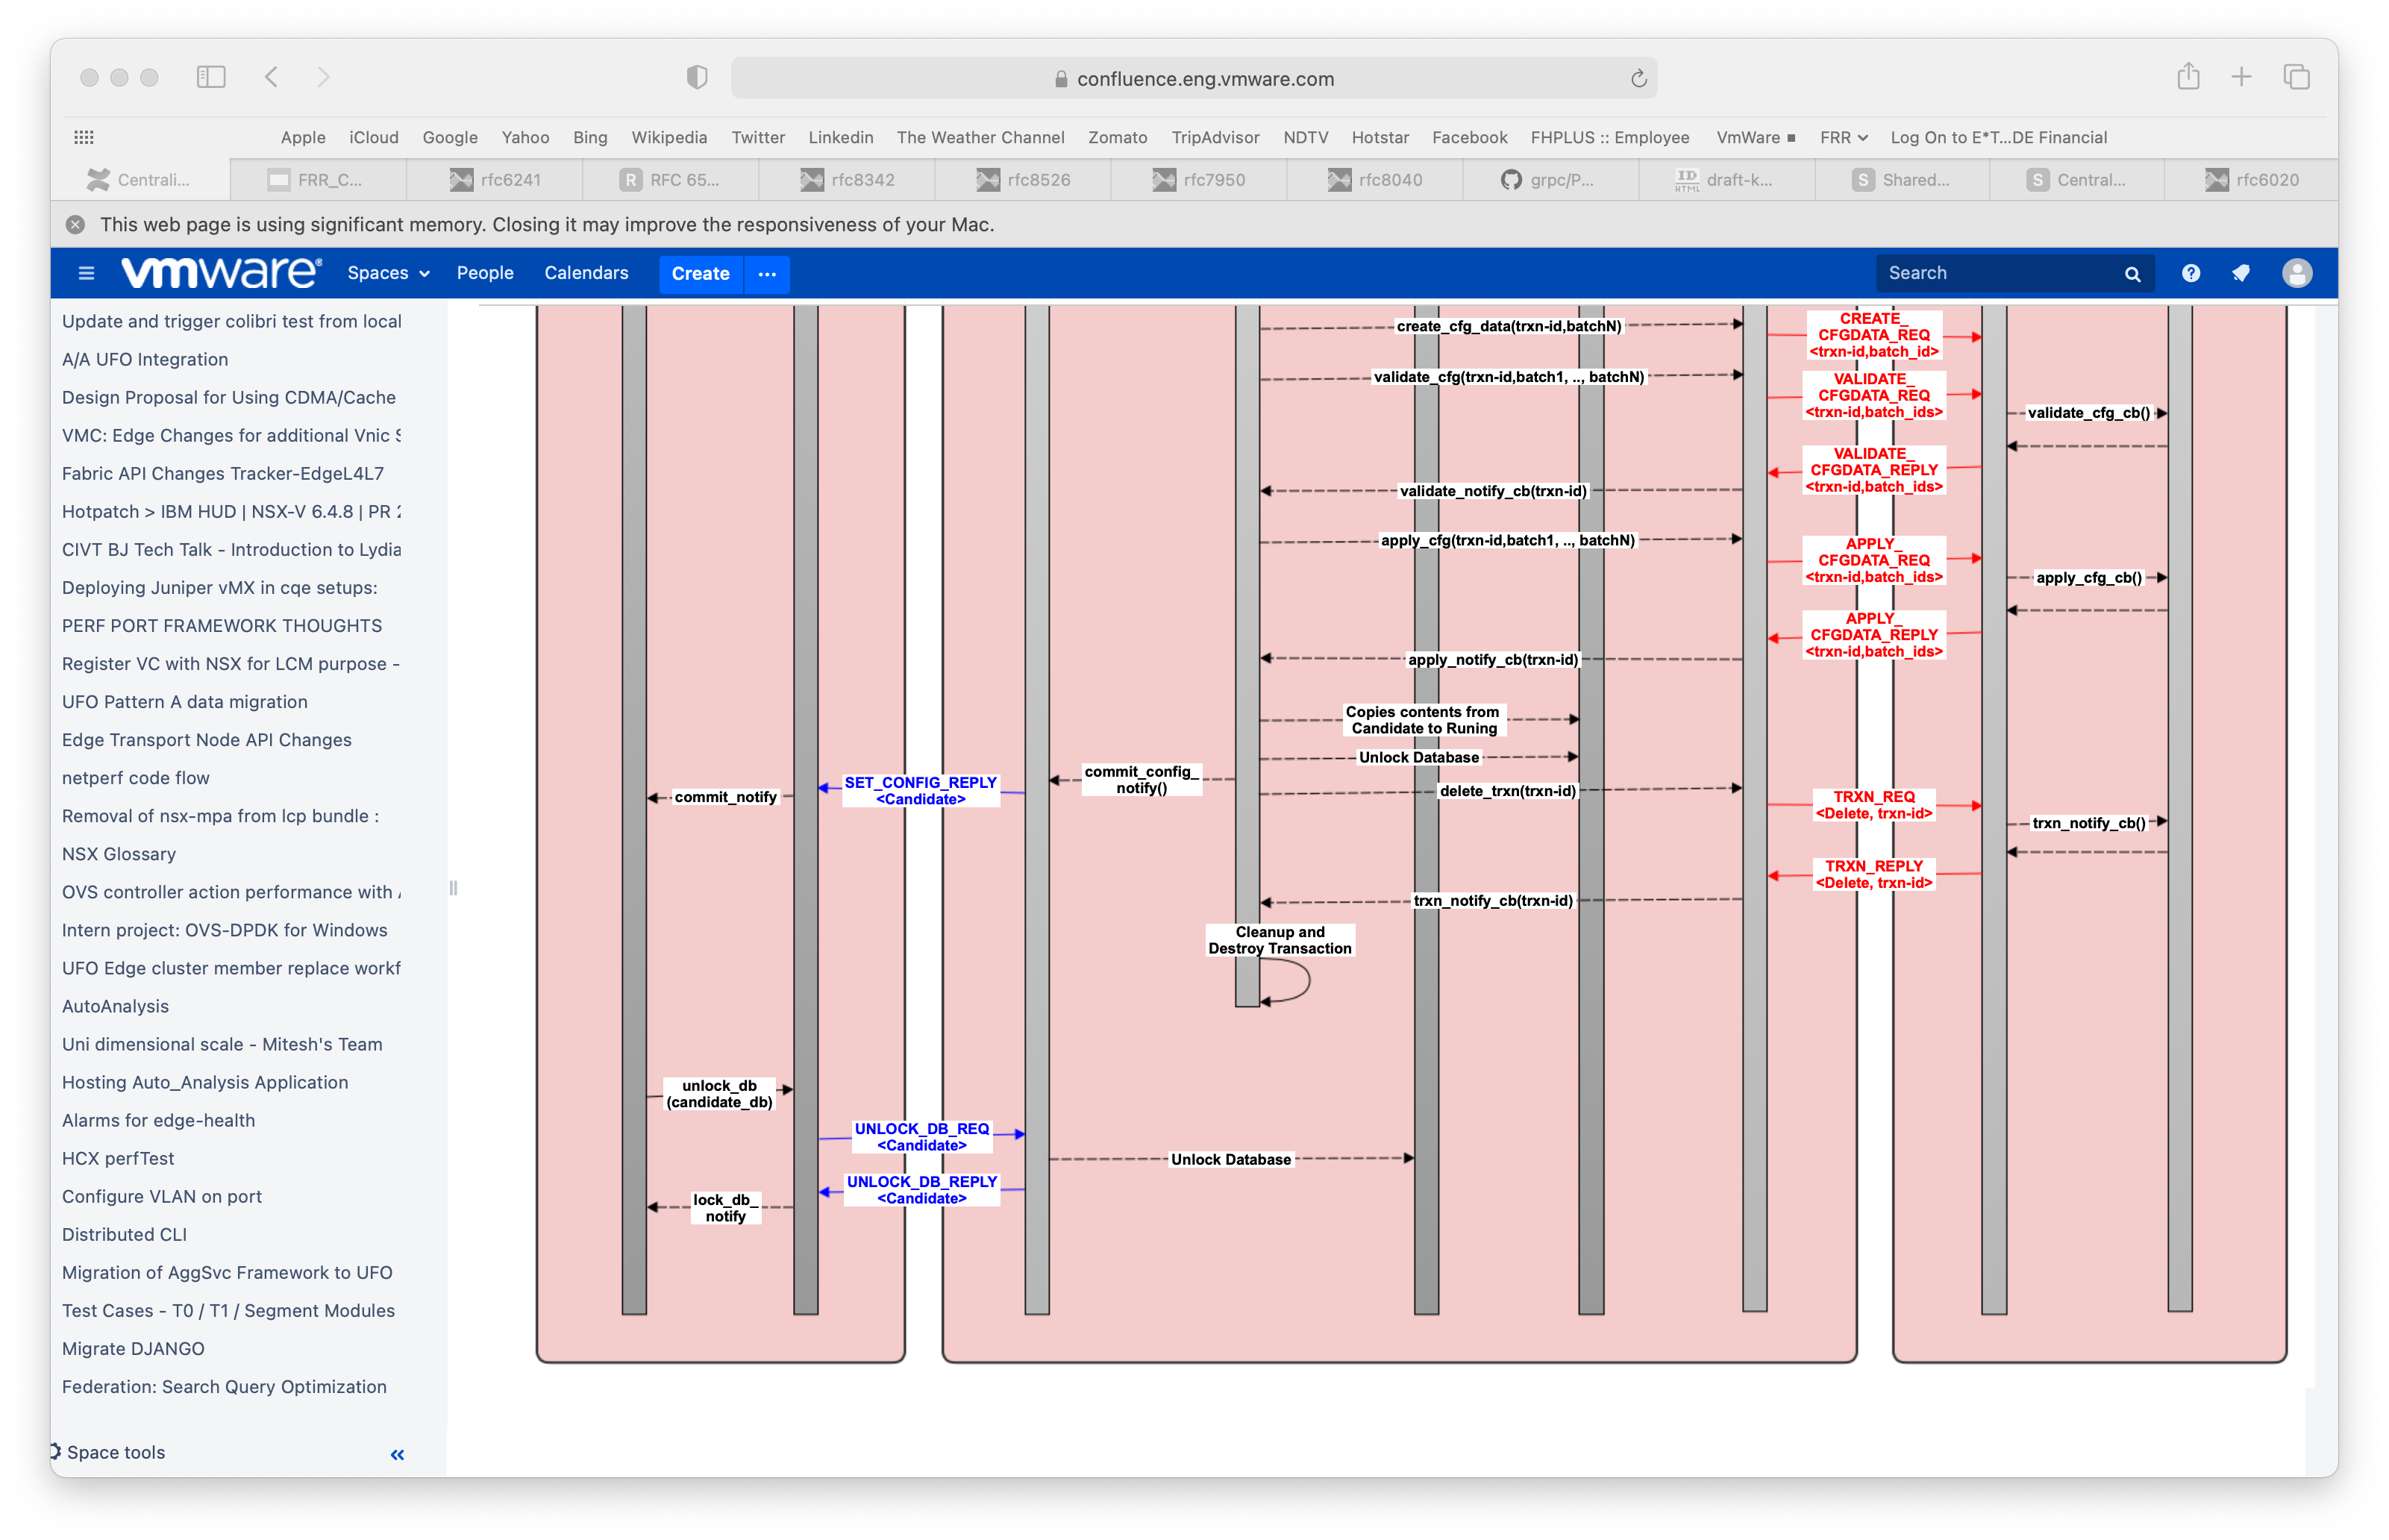 confluence.eng.vmware.com
Apple iCloud Google Yahoo Bing Wikipedia Twitter Linkedin The Weather Channel Zomato TripAdvisor NDTV Hotstar Facebook FHPLUS :: Employee VmWare FRR Log On to E*T...DE Financial
Centrali... FRR_C... rfc6241 R RFC 65... rfc8342 rfc8526 rfc7950 rfc8040 grpc/P... ID HTML draft-k... S Shared... S Central... rfc6020
This web page is using significant memory. Closing it may improve the responsiveness of your Mac.
vmware® Spaces People Calendars Create ... Search ?
Update and trigger colibri test from local
A/A UFO Integration
Design Proposal for Using CDMA/Cache
VMC: Edge Changes for additional Vnic S
Fabric API Changes Tracker-EdgeL4L7
Hotpatch > IBM HUD | NSX-V 6.4.8 | PR 2
CIVT BJ Tech Talk - Introduction to Lydia
Deploying Juniper vMX in cqe setups:
PERF PORT FRAMEWORK THOUGHTS
Register VC with NSX for LCM purpose -
UFO Pattern A data migration
Edge Transport Node API Changes
netperf code flow
Removal of nsx-mpa from lcp bundle :
NSX Glossary
OVS controller action performance with
Intern project: OVS-DPDK for Windows
UFO Edge cluster member replace workf
AutoAnalysis
Uni dimensional scale - Mitesh's Team
Hosting Auto_Analysis Application
Alarms for edge-health
HCX perfTest
Configure VLAN on port
Distributed CLI
Migration of AggSvc Framework to UFO
Test Cases - T0 / T1 / Segment Modules
Migrate DJANGO
Federation: Search Query Optimization
Space tools
create_cfg_data(trxn-id,batchN)
CREATE_
CFGDATA_REQ
<trxn-id,batch_id>
validate_cfg(trxn-id,batch1, .., batchN)
VALIDATE_
CFGDATA_REQ
<trxn-id,batch_ids>
validate_cfg_cb()
VALIDATE_
CFGDATA_REPLY
<trxn-id,batch_ids>
validate_notify_cb(trxn-id)
apply_cfg(trxn-id,batch1, .., batchN)
APPLY_
CFGDATA_REQ
<trxn-id,batch_ids>
apply_cfg_cb()
APPLY_
CFGDATA_REPLY
<trxn-id,batch_ids>
apply_notify_cb(trxn-id)
Copies contents from
Candidate to Runing
Unlock Database
commit_config_
notify()
SET_CONFIG_REPLY
<Candidate>
commit_notify
delete_trxn(trxn-id)
TRXN_REQ
<Delete, trxn-id>
trxn_notify_cb()
TRXN_REPLY
<Delete, trxn-id>
trxn_notify_cb(trxn-id)
Cleanup and
Destroy Transaction
unlock_db
(candidate_db)
UNLOCK_DB_REQ
<Candidate>
Unlock Database
UNLOCK_DB_REPLY
<Candidate>
lock_db_
notify